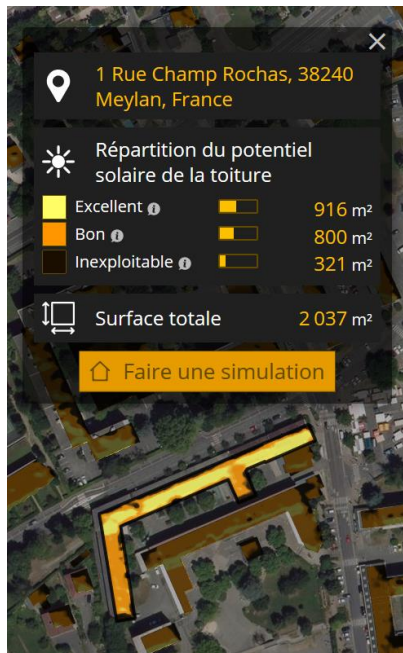 1 Rue Champ Rochas, 38240
Meylan, France
Répartition du potentiel
solaire de la toiture
Excellent 916 m²
Bon 800 m²
Inexploitable 321 m²
Surface totale 2 037 m²
Faire une simulation